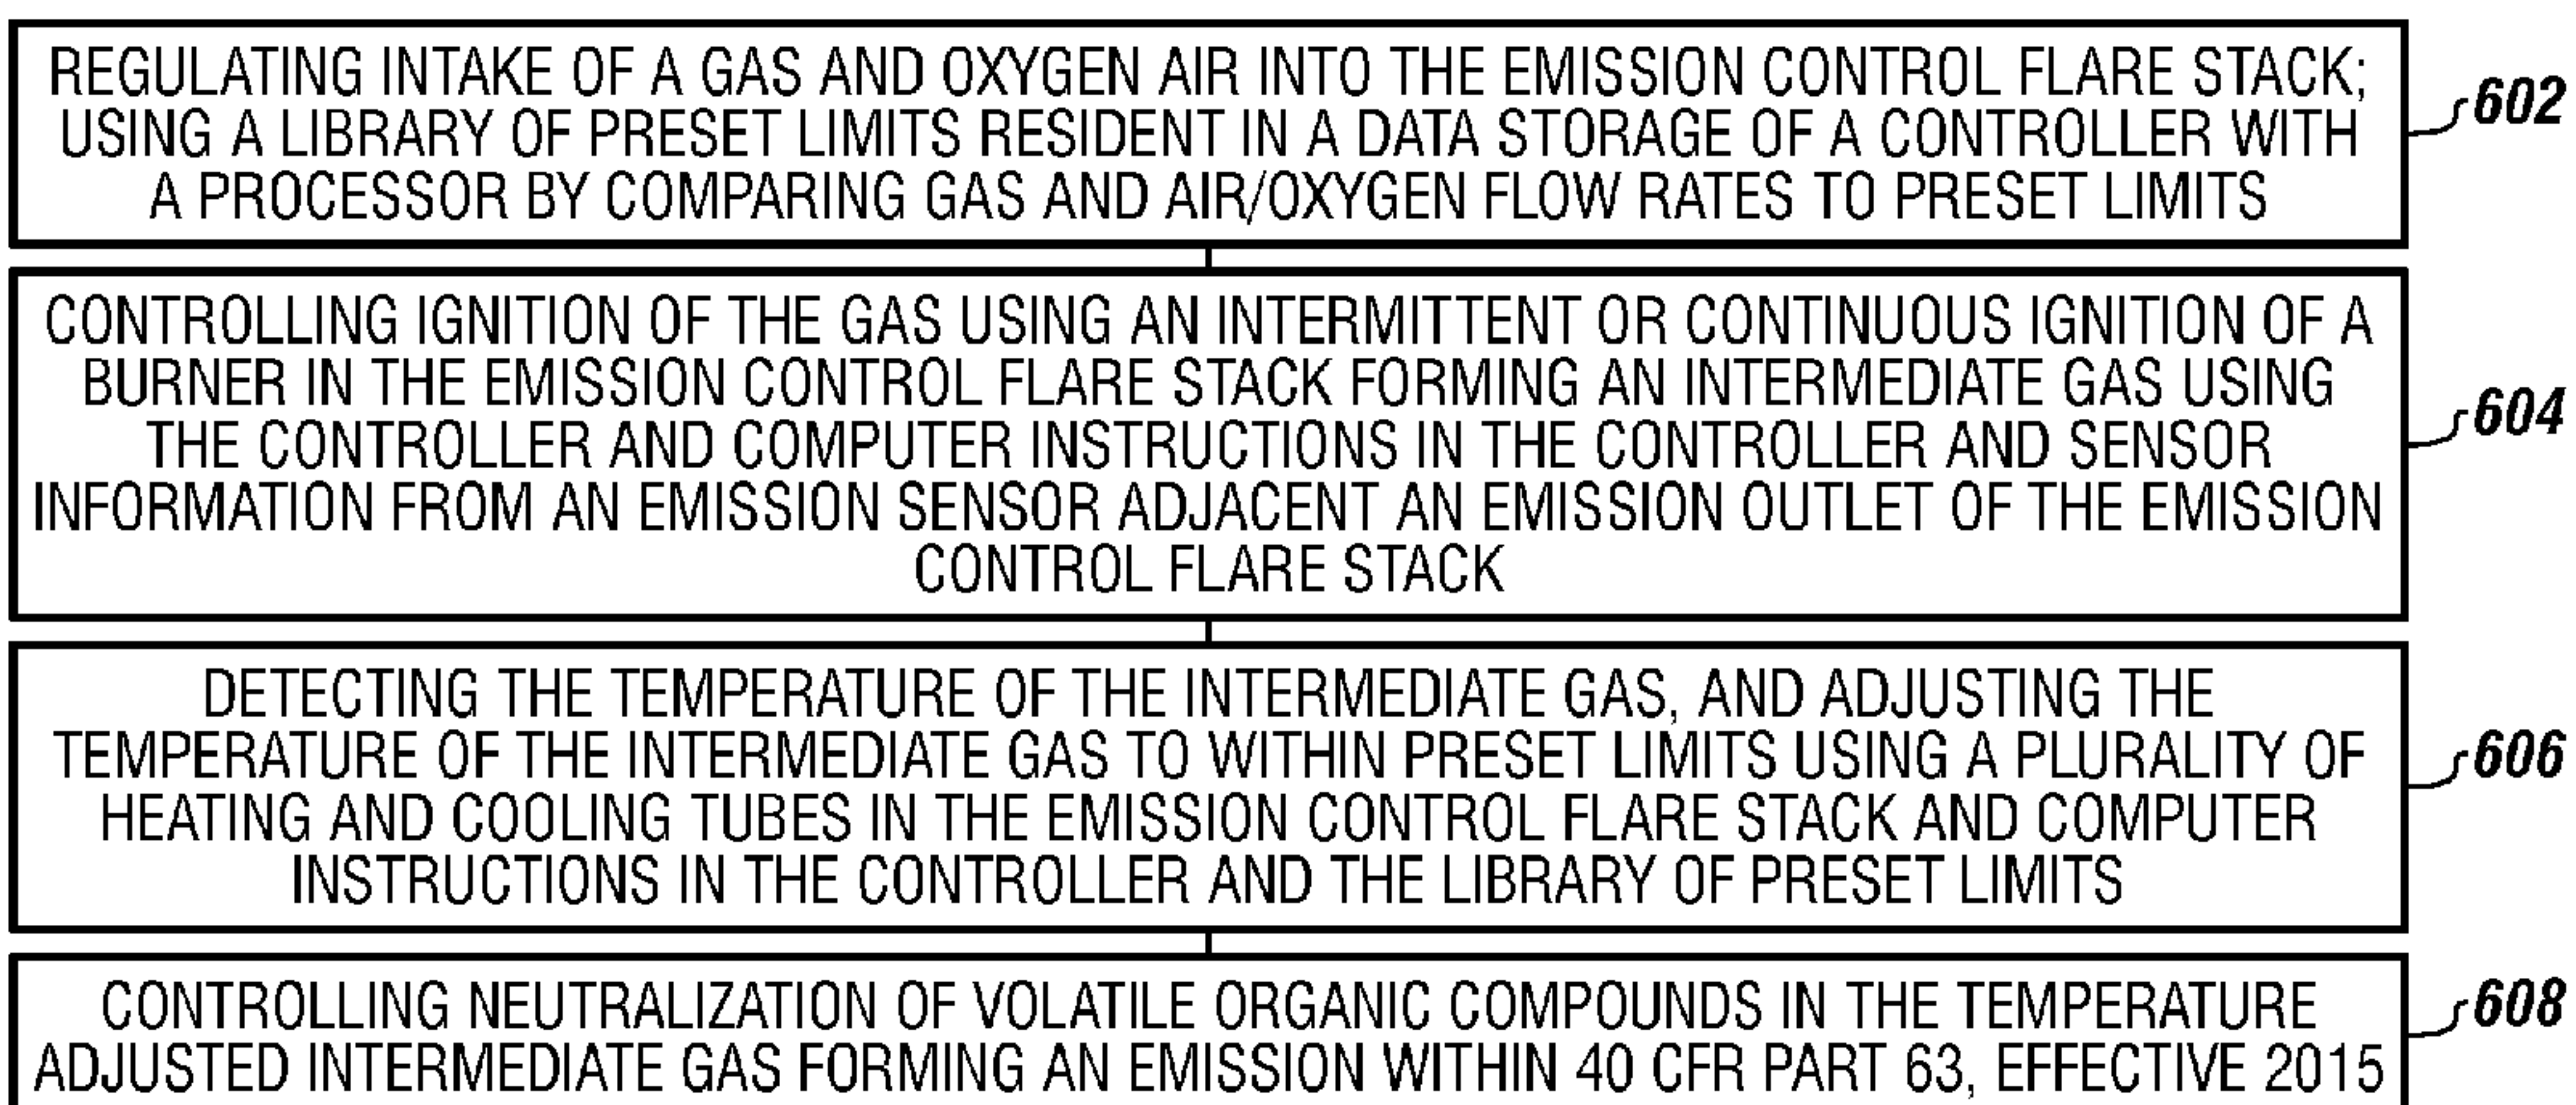 REGULATING INTAKE OF A GAS AND OXYGEN AIR INTO THE EMISSION CONTROL FLARE STACK;
USING A LIBRARY OF PRESET LIMITS RESIDENT IN A DATA STORAGE OF A CONTROLLER WITH
A PROCESSOR BY COMPARING GAS AND AIR/OXYGEN FLOW RATES TO PRESET LIMITS
602
CONTROLLING IGNITION OF THE GAS USING AN INTERMITTENT OR CONTINUOUS IGNITION OF A
BURNER IN THE EMISSION CONTROL FLARE STACK FORMING AN INTERMEDIATE GAS USING
THE CONTROLLER AND COMPUTER INSTRUCTIONS IN THE CONTROLLER AND SENSOR
INFORMATION FROM AN EMISSION SENSOR ADJACENT AN EMISSION OUTLET OF THE EMISSION
CONTROL FLARE STACK
604
DETECTING THE TEMPERATURE OF THE INTERMEDIATE GAS, AND ADJUSTING THE
TEMPERATURE OF THE INTERMEDIATE GAS TO WITHIN PRESET LIMITS USING A PLURALITY OF
HEATING AND COOLING TUBES IN THE EMISSION CONTROL FLARE STACK AND COMPUTER
INSTRUCTIONS IN THE CONTROLLER AND THE LIBRARY OF PRESET LIMITS
606
CONTROLLING NEUTRALIZATION OF VOLATILE ORGANIC COMPOUNDS IN THE TEMPERATURE
ADJUSTED INTERMEDIATE GAS FORMING AN EMISSION WITHIN 40 CFR PART 63, EFFECTIVE 2015
608